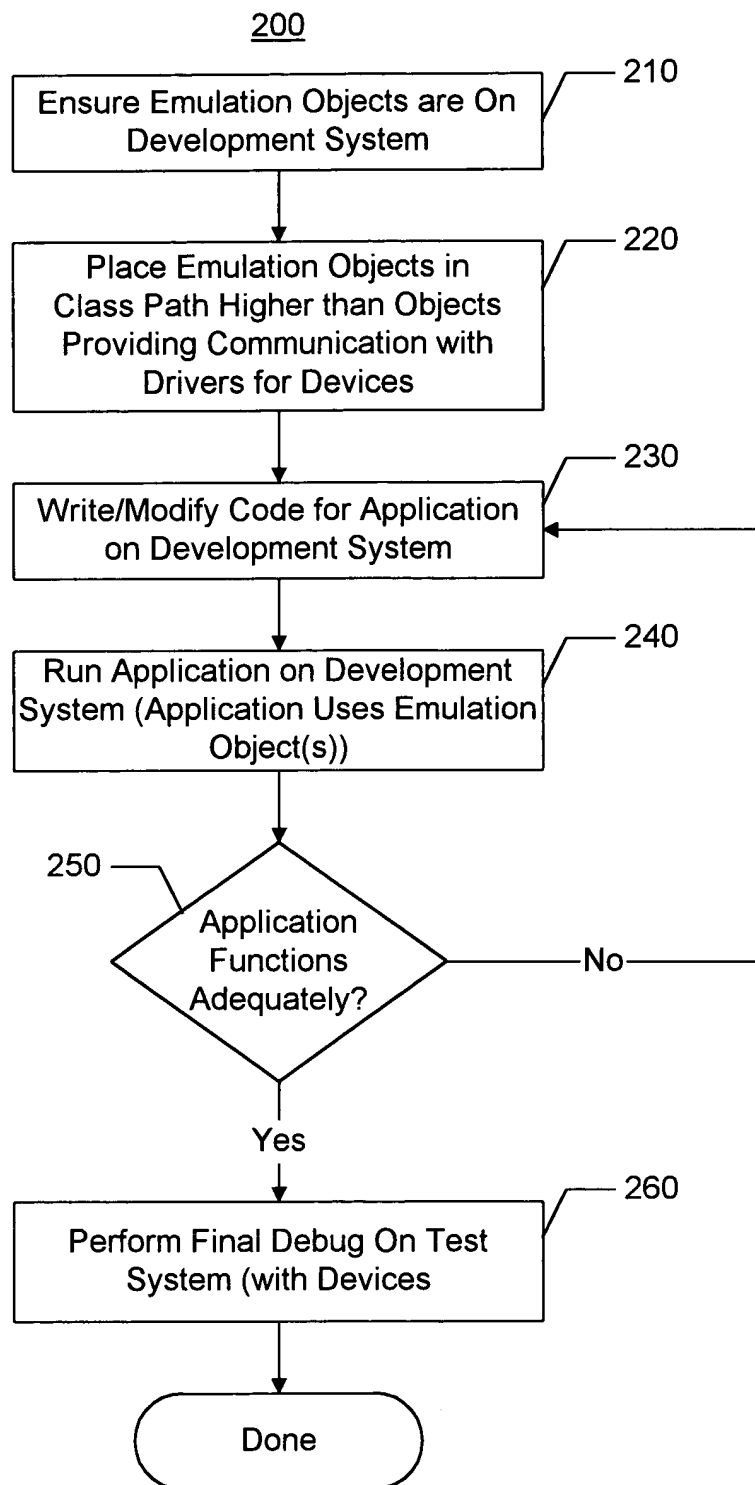 200
210
Ensure Emulation Objects are On
Development System
220
Place Emulation Objects in
Class Path Higher than Objects
Providing Communication with
Drivers for Devices
230
Write/Modify Code for Application
on Development System
240
Run Application on Development
System (Application Uses Emulation
Object(s))
250
Application
Functions
Adequately?
No
Yes
260
Perform Final Debug On Test
System (with Devices
Done